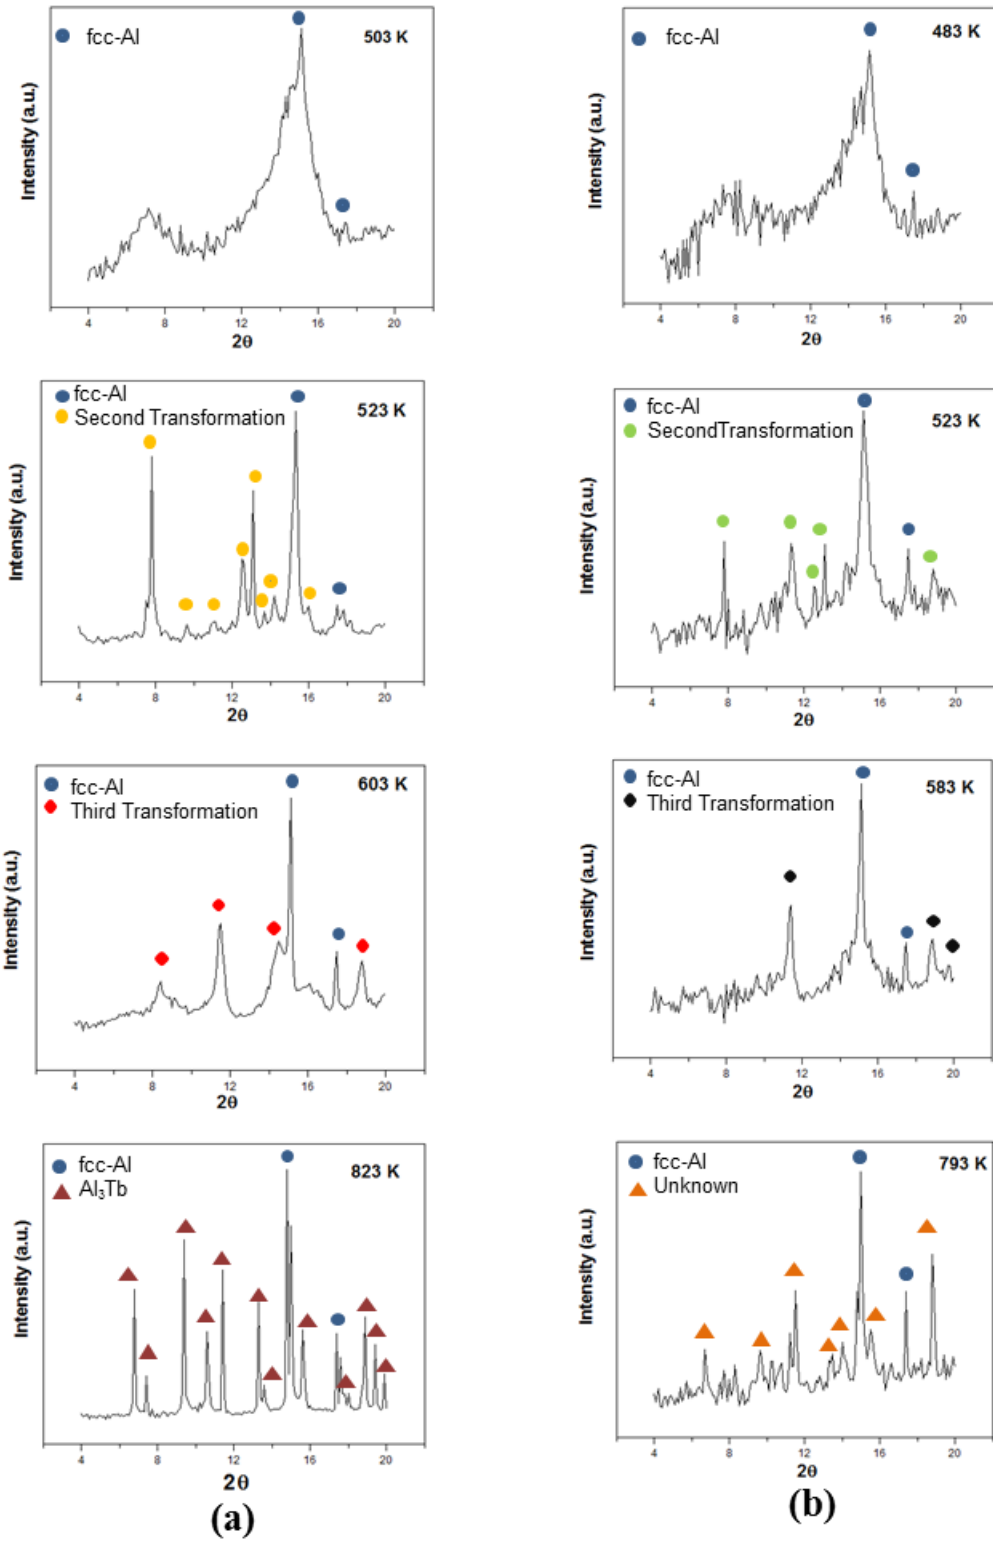 fcc-Al
503 K
Intensity (a.u.)
4 8 12 16 20
2θ
fcc-Al
483 K
Intensity (a.u.)
4 8 12 16 20
2θ
fcc-Al
Second Transformation
523 K
Intensity (a.u.)
4 8 12 16 20
2θ
fcc-Al
SecondTransformation
523 K
Intensity (a.u.)
4 8 12 16 20
2θ
fcc-Al
Third Transformation
603 K
Intensity (a.u.)
4 8 12 16 20
2θ
fcc-Al
Third Transformation
583 K
Intensity (a.u.)
4 8 12 16 20
2θ
fcc-Al
Al₃Tb
823 K
Intensity (a.u.)
4 8 12 16 20
2θ
fcc-Al
Unknown
793 K
Intensity (a.u.)
4 8 12 16 20
2θ
(a)
(b)